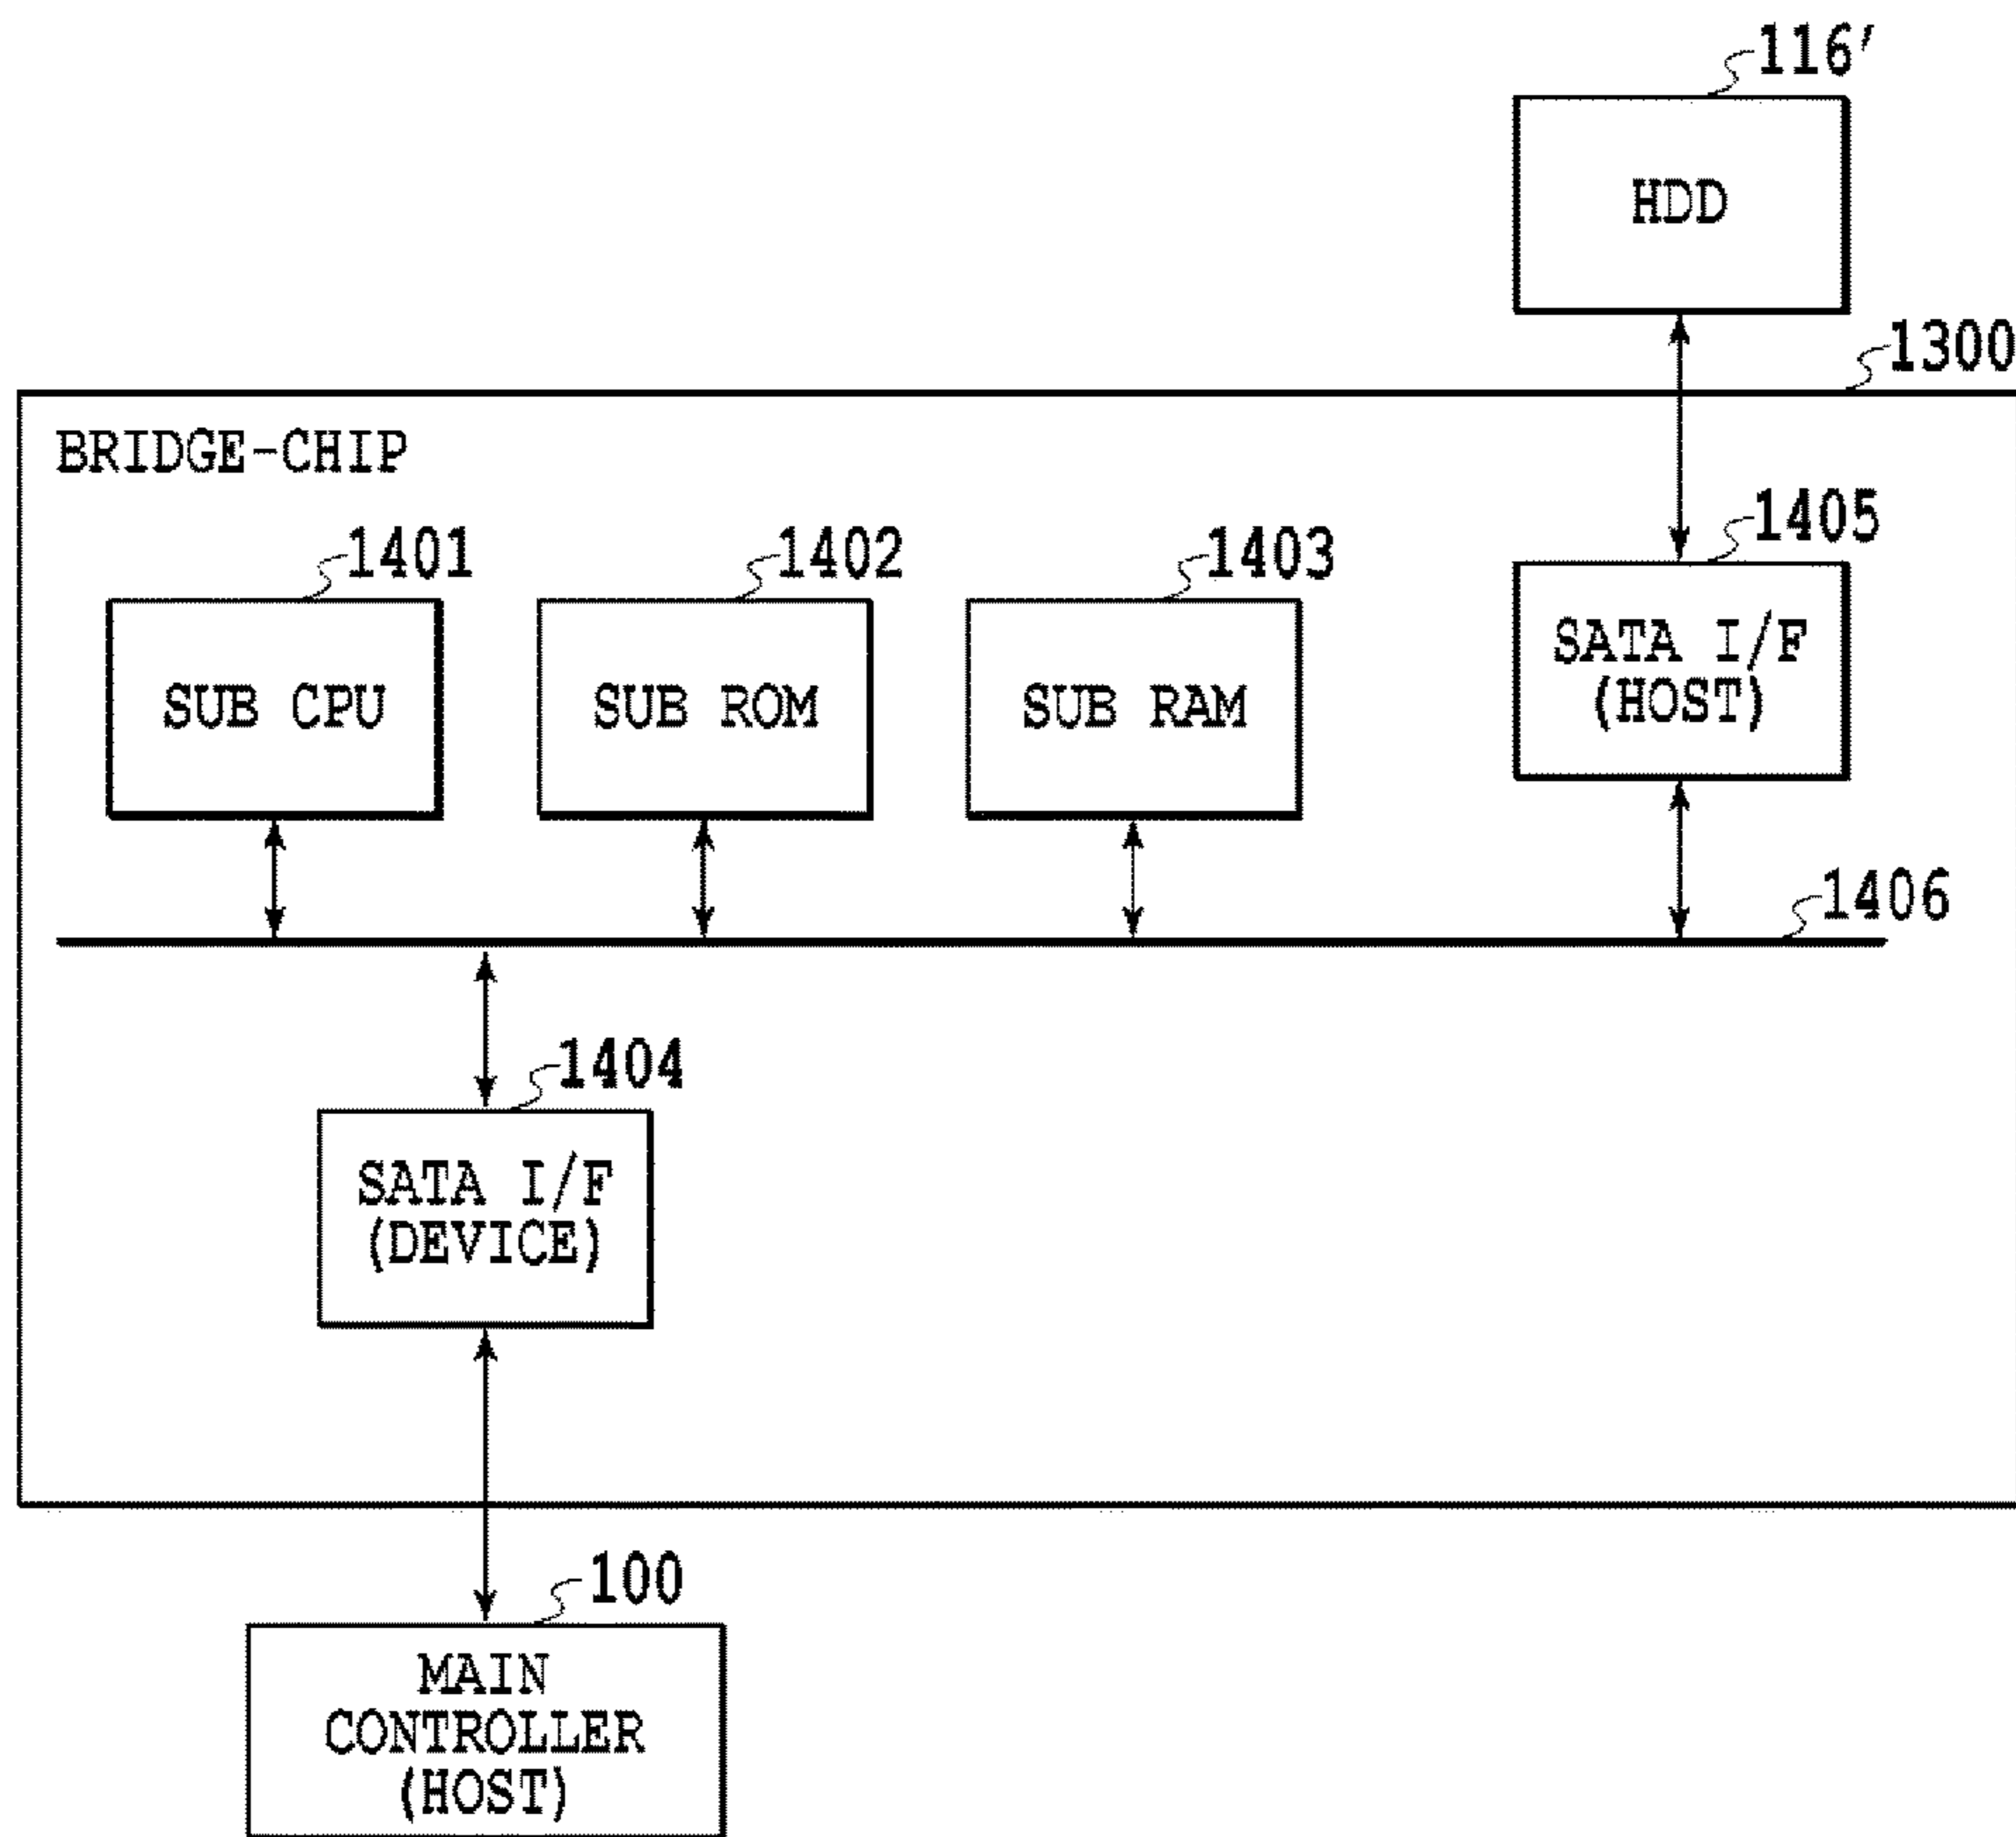 116'
HDD
1300
BRIDGE-CHIP
1401
1402
1403
1405
SUB CPU
SUB ROM
SUB RAM
SATA I/F
(HOST)
1406
1404
SATA I/F
(DEVICE)
100
MAIN
CONTROLLER
(HOST)